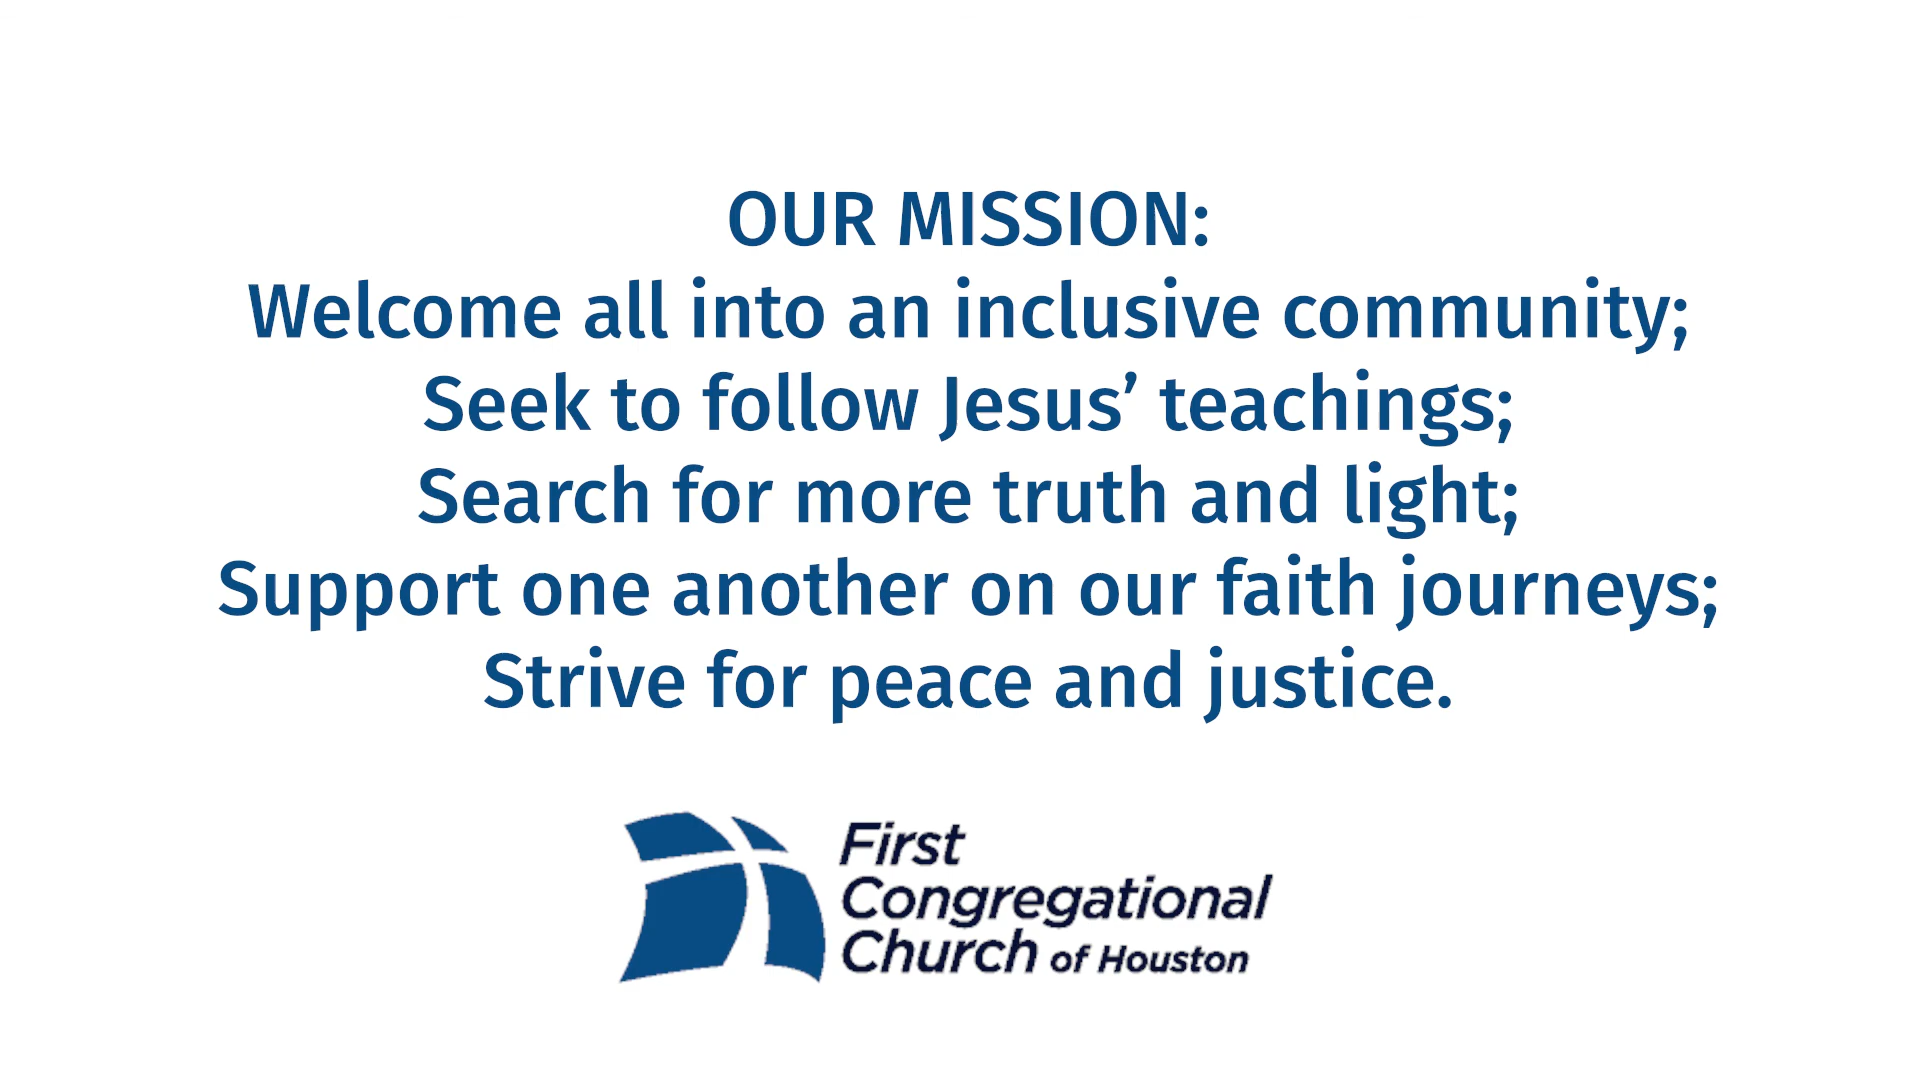 OUR MISSION:
Welcome all into an inclusive community;
Seek to follow Jesus’ teachings;
Search for more truth and light;
Support one another on our faith journeys;
Strive for peace and justice.
First
Congregational
Church of Houston